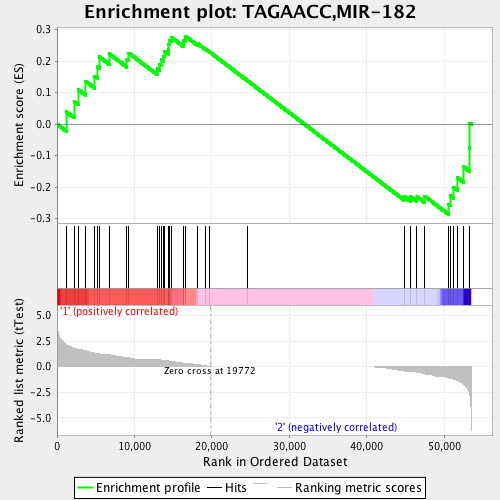 Enrichment plot: TAGAACC,MIR-182
Enrichment score (ES)
0.3
0.2
0.1
0.0
-0.1
-0.2
-0.3
'1' (positively correlated)
Ranked list metric (tTest)
5.0
2.5
0.0
-2.5
-5.0
Zero cross at 19772
'2' (negatively correlated)
0
10,000
20,000
30,000
40,000
50,000
Rank in Ordered Dataset
Enrichment profile
Hits
Ranking metric scores